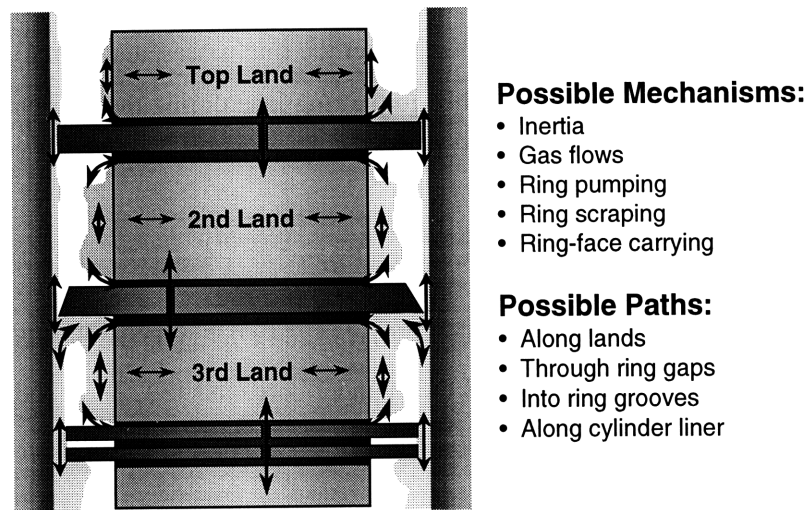 Top Land
2nd Land
3rd Land
Possible Mechanisms:
• Inertia
• Gas flows
• Ring pumping
• Ring scraping
• Ring-face carrying
Possible Paths:
• Along lands
• Through ring gaps
• Into ring grooves
• Along cylinder liner